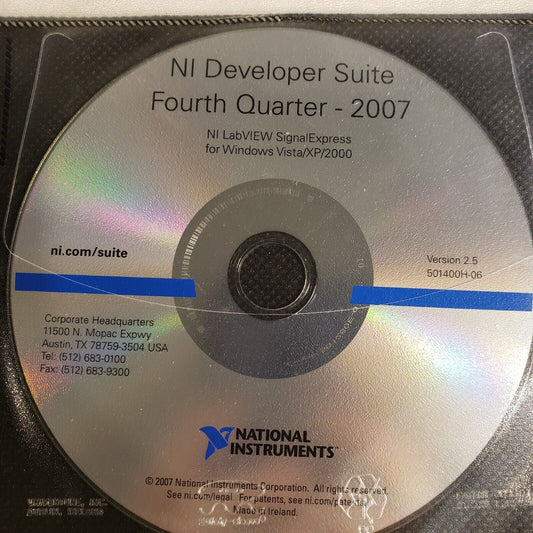 NI Developer Suite
Fourth Quarter - 2007
NI LabVIEW SignalExpress
for Windows Vista/XP/2000
ni.com/suite
Version 2.5
501400H-06
Corporate Headquarters
11500 N. Mopac Expwy
Austin, TX 78759-3504 USA
Tel: (512) 683-0100
Fax: (512) 683-9300
NATIONAL
INSTRUMENTS™
© 2007 National Instruments Corporation. All rights reserved.
See ni.com/legal. For patents, see ni.com/patents.
Made in Ireland.